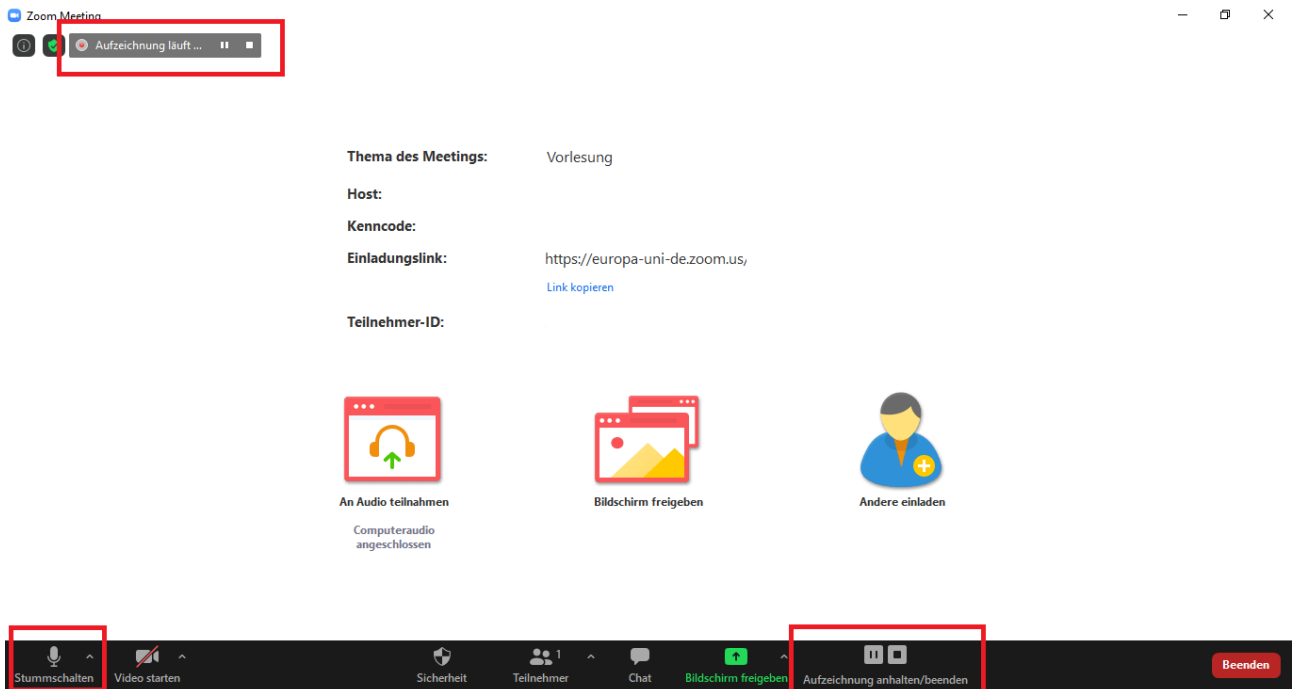 Zoom Meeting
Aufzeichnung läuft ...
Thema des Meetings: Vorlesung
Host:
Kenncode:
Einladungslink: https://europa-uni-de.zoom.us/
Link kopieren
Teilnehmer-ID:
An Audio teilnahmen
Bildschirm freigeben
Andere einladen
Computeraudio
angeschlossen
Stummschalten
Video starten
Sicherheit
Teilnehmer
1
Chat
Bildschirm freigeben
Aufzeichnung anhalten/beenden
Beenden